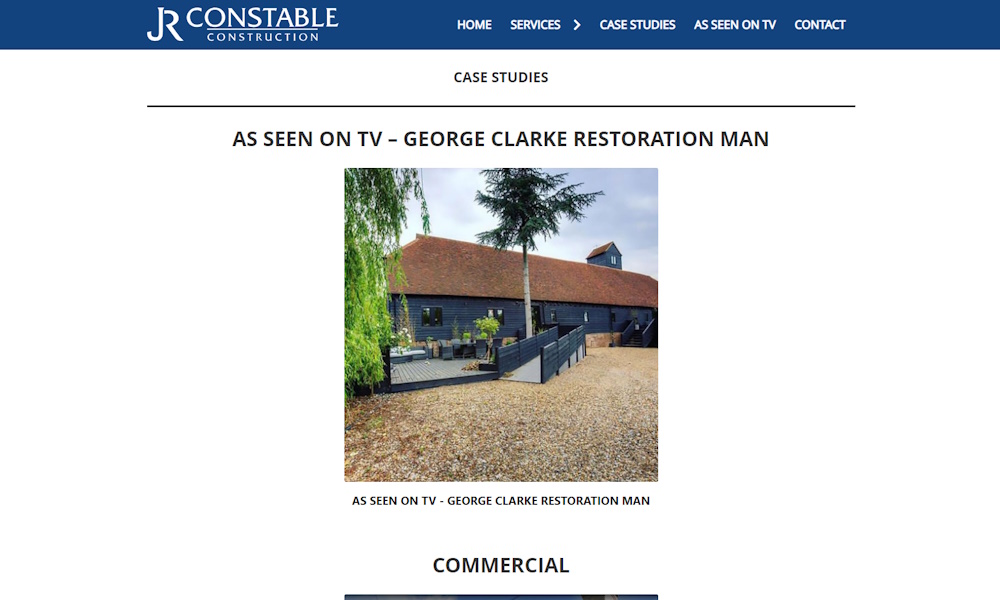 JR CONSTABLE
CONSTRUCTION
HOME SERVICES CASE STUDIES AS SEEN ON TV CONTACT
CASE STUDIES
AS SEEN ON TV – GEORGE CLARKE RESTORATION MAN
AS SEEN ON TV - GEORGE CLARKE RESTORATION MAN
COMMERCIAL